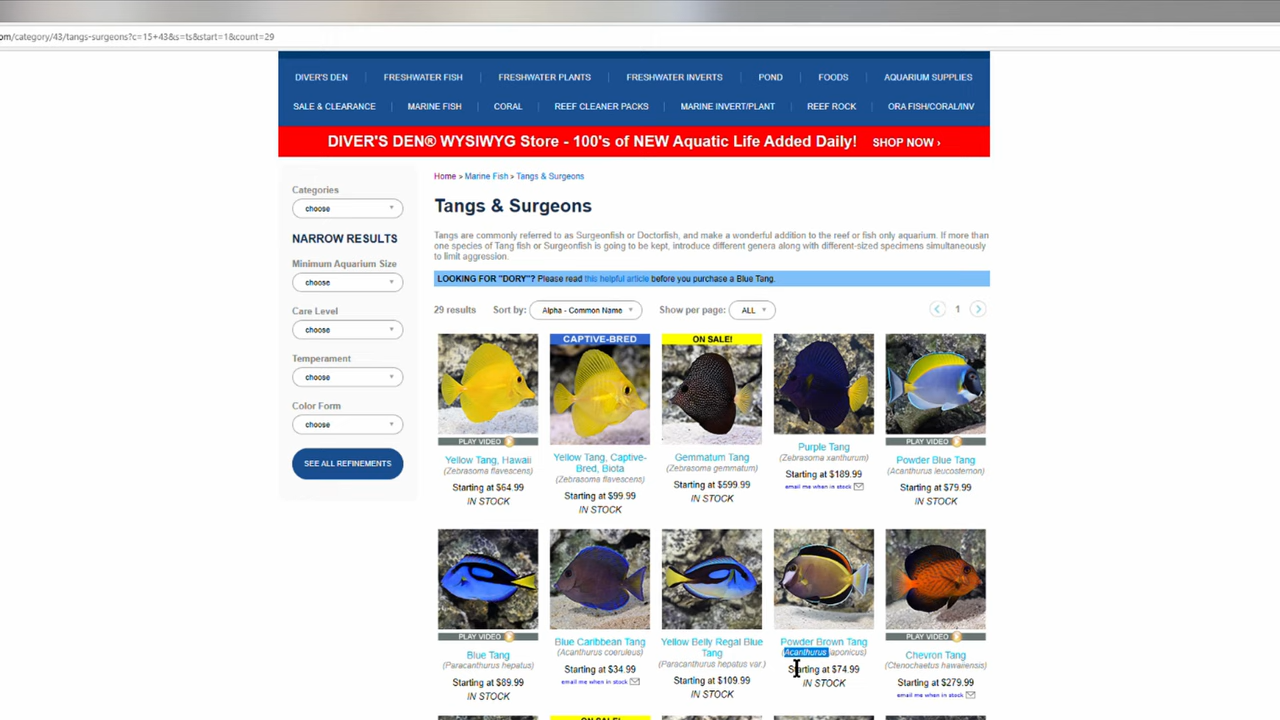 om/category/43/tangs-surgeons?c=15+43&s=ts&start=1&count=29
DIVER'S DEN FRESHWATER FISH FRESHWATER PLANTS FRESHWATER INVERTS POND FOODS AQUARIUM SUPPLIES
SALE & CLEARANCE MARINE FISH CORAL REEF CLEANER PACKS MARINE INVERT/PLANT REEF ROCK ORA FISH/CORAL/INV
DIVER'S DEN® WYSIWYG Store - 100's of NEW Aquatic Life Added Daily! SHOP NOW ›
Categories
choose
NARROW RESULTS
Minimum Aquarium Size
choose
Care Level
choose
Temperament
choose
Color Form
choose
SEE ALL REFINEMENTS
Home > Marine Fish > Tangs & Surgeons
Tangs & Surgeons
Tangs are commonly referred to as Surgeonfish or Doctorfish, and make a wonderful addition to the reef or fish only aquarium. If more than
one species of Tang fish or Surgeonfish is going to be kept, introduce different genera along with different-sized specimens simultaneously
to limit aggression.
LOOKING FOR "DORY"? Please read this helpful article before you purchase a Blue Tang.
29 results Sort by: Alpha - Common Name Show per page: ALL 1
PLAY VIDEO
Yellow Tang, Hawaii
(Zebrasoma flavescens)
Starting at $64.99
IN STOCK
CAPTIVE-BRED
Yellow Tang, Captive-
Bred, Biota
(Zebrasoma flavescens)
Starting at $99.99
IN STOCK
ON SALE!
Gemmatum Tang
(Zebrasoma gemmatum)
Starting at $599.99
IN STOCK
Purple Tang
(Zebrasoma xanthurum)
Starting at $189.99
email me when in stock
PLAY VIDEO
Powder Blue Tang
(Acanthurus leucosternon)
Starting at $79.99
IN STOCK
PLAY VIDEO
Blue Tang
(Paracanthurus hepatus)
Starting at $89.99
IN STOCK
Blue Caribbean Tang
(Acanthurus coeruleus)
Starting at $34.99
email me when in stock
Yellow Belly Regal Blue
Tang
(Paracanthurus hepatus var.)
Starting at $109.99
IN STOCK
Powder Brown Tang
(Acanthurus japonicus)
Starting at $74.99
IN STOCK
PLAY VIDEO
Chevron Tang
(Ctenochaetus hawaiiensis)
Starting at $279.99
email me when in stock
ON SALE!